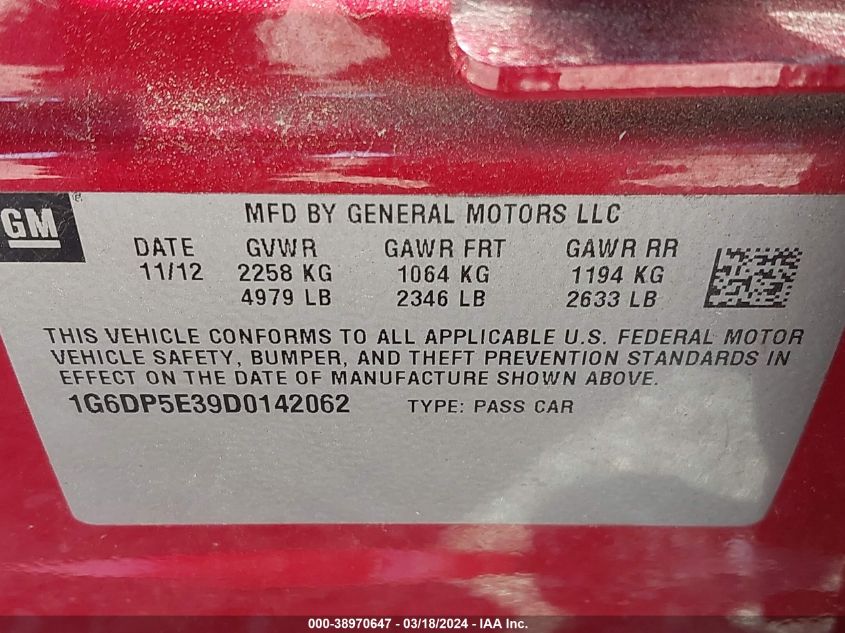 GM
MFD BY GENERAL MOTORS LLC
DATE GVWR GAWR FRT GAWR RR
11/12 2258 KG 1064 KG 1194 KG
4979 LB 2346 LB 2633 LB
THIS VEHICLE CONFORMS TO ALL APPLICABLE U.S. FEDERAL MOTOR
VEHICLE SAFETY, BUMPER, AND THEFT PREVENTION STANDARDS IN
EFFECT ON THE DATE OF MANUFACTURE SHOWN ABOVE.
1G6DP5E39D0142062 TYPE: PASS CAR
000-38970647 - 03/18/2024 - IAA Inc.